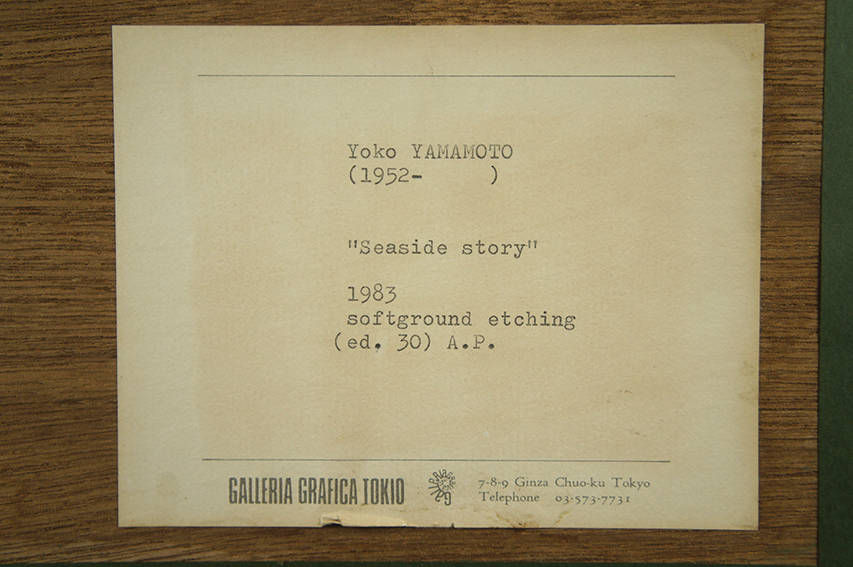 Yoko YAMAMOTO
(1952- )
"Seaside story"
1983
softground etching
(ed. 30) A.P.
GALLERIA GRAFICA TOKIO
7-8-9 Ginza Chuo-ku Tokyo
Telephone 03-573-7731